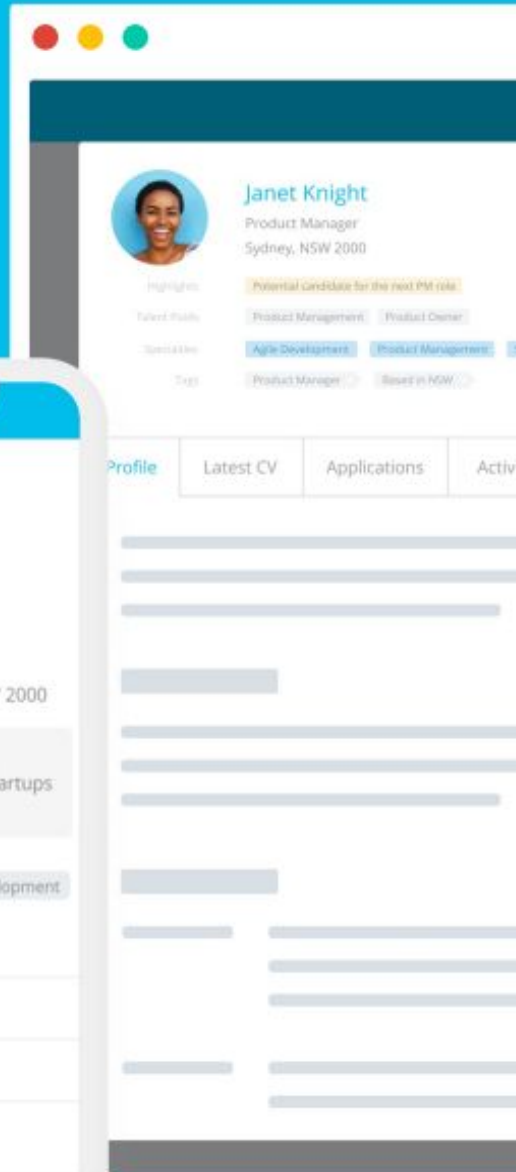 Janet Knight
Product Manager
Sydney, NSW 2000
Highlights Potential candidate for the next PM role
Talent Pools Product Management Product Owner
Specialties Agile Development Product Management
Tags Product Manager Based in NSW
Profile Latest CV Applications Activ
2000
artups
lopment